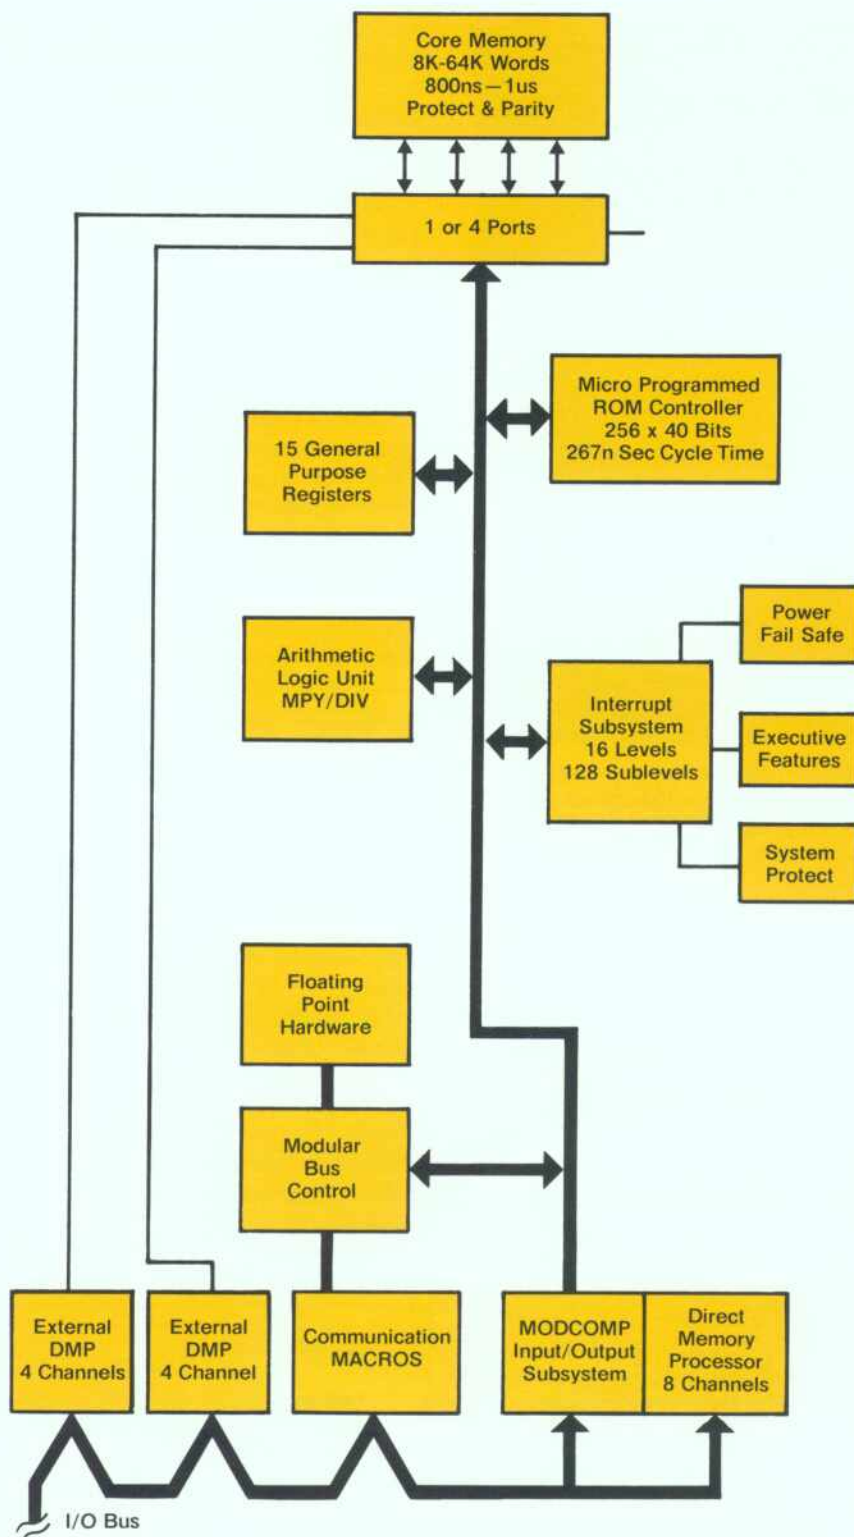 Core Memory
8K-64K Words
800ns—1us
Protect & Parity
1 or 4 Ports
Micro Programmed
ROM Controller
256 x 40 Bits
267n Sec Cycle Time
15 General
Purpose
Registers
Arithmetic
Logic Unit
MPY/DIV
Interrupt
Subsystem
16 Levels
128 Sublevels
Power
Fail Safe
Executive
Features
System
Protect
Floating
Point
Hardware
Modular
Bus
Control
External
DMP
4 Channels
External
DMP
4 Channel
Communication
MACROS
MODCOMP
Input/Output
Subsystem
Direct
Memory
Processor
8 Channels
I/O Bus